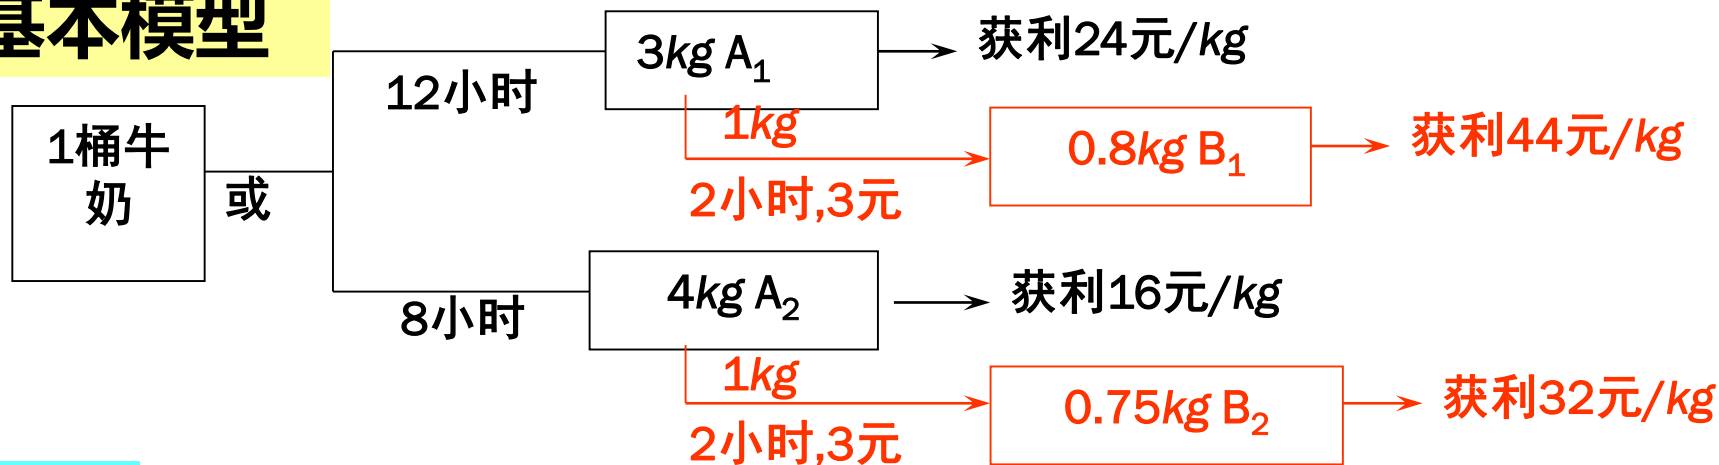 基本模型
1桶牛
奶
或
12小时
3kg A₁
获利24元/kg
1kg
2小时,3元
0.8kg B₁
获利44元/kg
8小时
4kg A₂
获利16元/kg
1kg
2小时,3元
0.75kg B₂
获利32元/kg